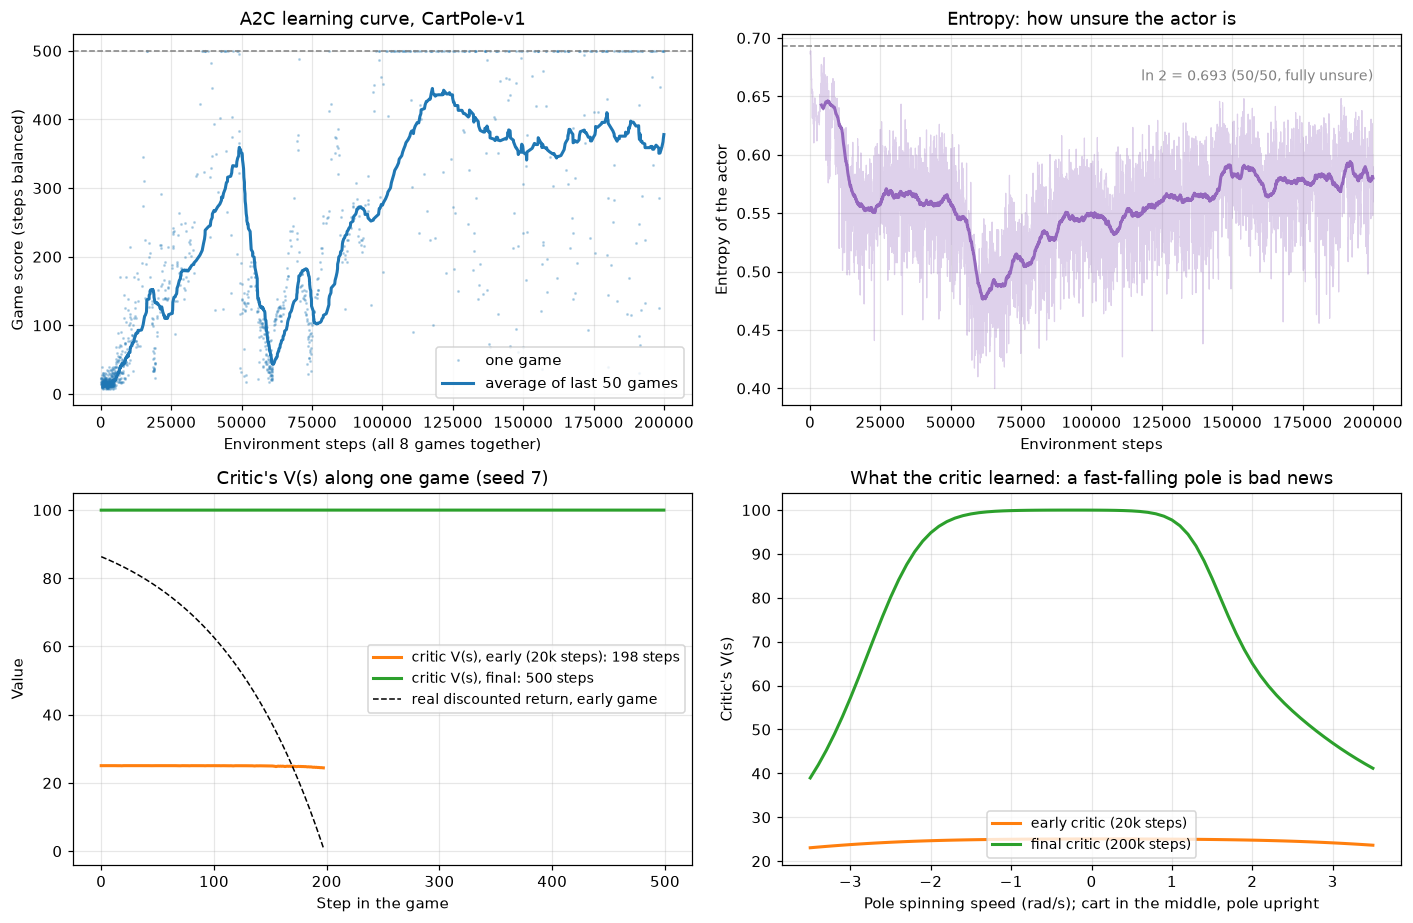 A2C learning curve, CartPole-v1
Game score (steps balanced)
500
400
300
200
100
0
one game
average of last 50 games
0 25000 50000 75000 100000 125000 150000 175000 200000
Environment steps (all 8 games together)
Entropy: how unsure the actor is
Entropy of the actor
0.70
0.65
0.60
0.55
0.50
0.45
0.40
ln 2 = 0.693 (50/50, fully unsure)
0 25000 50000 75000 100000 125000 150000 175000 200000
Environment steps
Critic's V(s) along one game (seed 7)
Value
100
80
60
40
20
0
critic V(s), early (20k steps): 198 steps
critic V(s), final: 500 steps
real discounted return, early game
0 100 200 300 400 500
Step in the game
What the critic learned: a fast-falling pole is bad news
Critic's V(s)
100
90
80
70
60
50
40
30
20
early critic (20k steps)
final critic (200k steps)
−3 −2 −1 0 1 2 3
Pole spinning speed (rad/s); cart in the middle, pole upright